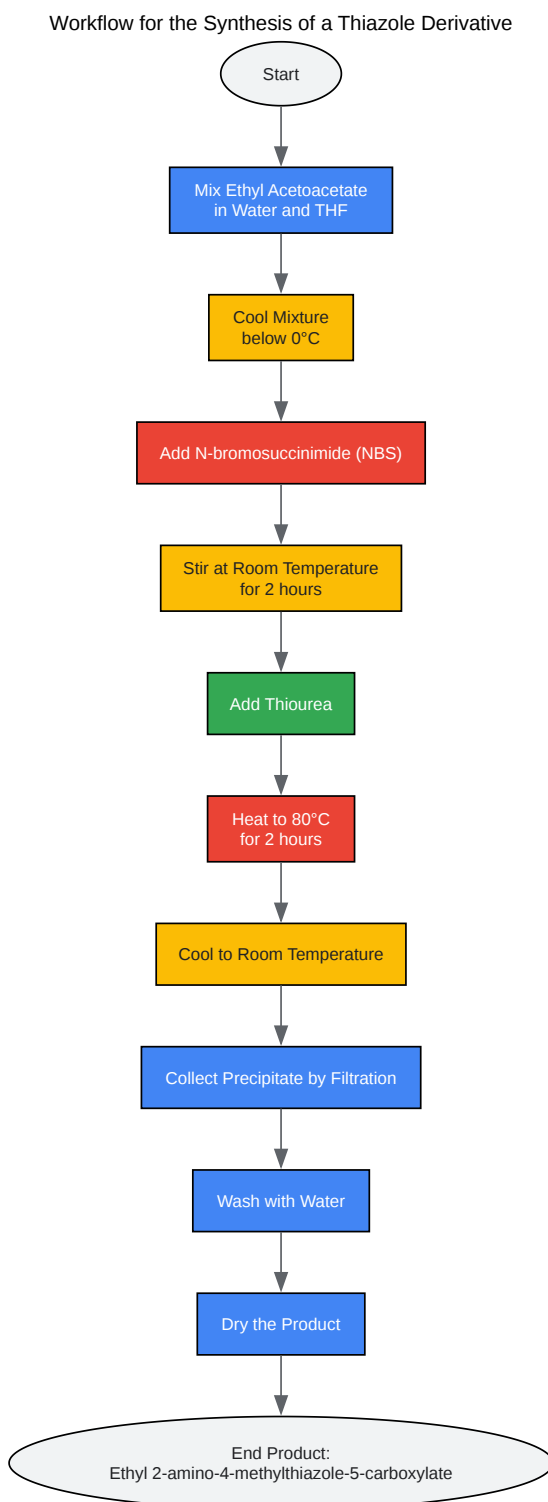 Workflow for the Synthesis of a Thiazole Derivative
Start
Mix Ethyl Acetoacetate
in Water and THF
Cool Mixture
below 0°C
Add N-bromosuccinimide (NBS)
Stir at Room Temperature
for 2 hours
Add Thiourea
Heat to 80°C
for 2 hours
Cool to Room Temperature
Collect Precipitate by Filtration
Wash with Water
Dry the Product
End Product:
Ethyl 2-amino-4-methylthiazole-5-carboxylate